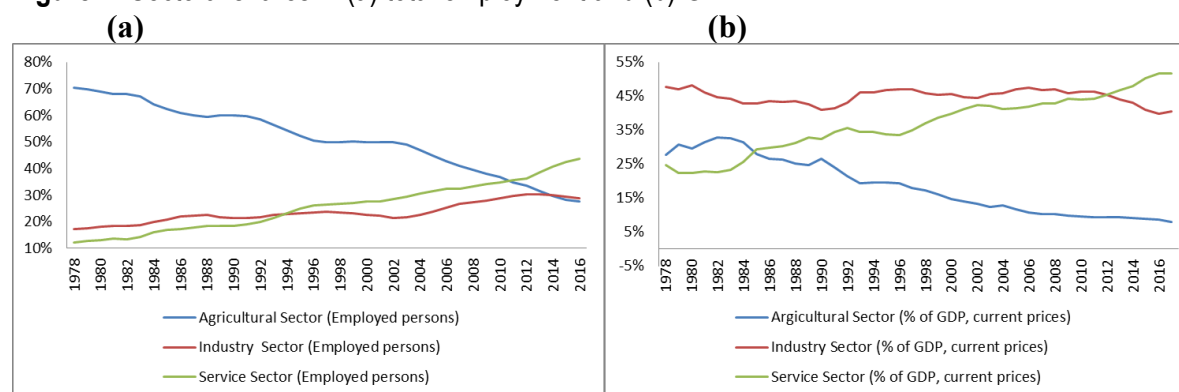 (a) (b)
80%
70%
60%
50%
40%
30%
20%
10%
1978 1980 1982 1984 1986 1988 1990 1992 1994 1996 1998 2000 2002 2004 2006 2008 2010 2012 2014 2016
Agricultural Sector (Employed persons)
Industry Sector (Employed persons)
Service Sector (Employed persons)
55%
45%
35%
25%
15%
5%
-5%
1978 1980 1982 1984 1986 1988 1990 1992 1994 1996 1998 2000 2002 2004 2006 2008 2010 2012 2014 2016
Argicultural Sector (% of GDP, current prices)
Industry Sector (% of GDP, current prices)
Service Sector (% of GDP, current prices)